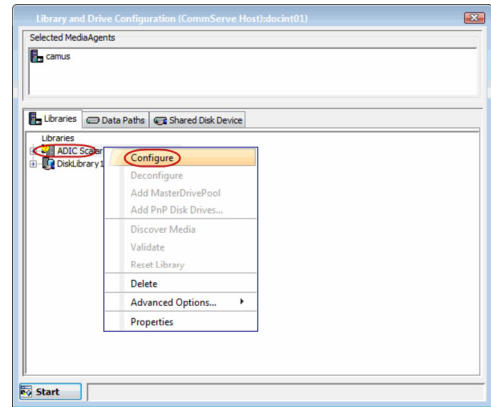 Library and Drive Configuration (CommServe Host):docint01)
Selected MediaAgents
camus
Libraries
Data Paths
Shared Disk Device
Libraries
ADIC Scalar
DiskLibrary1
Configure
Deconfigure
Add MasterDrivePool
Add PnP Disk Drives...
Discover Media
Validate
Reset Library
Delete
Advanced Options...
Properties
Start